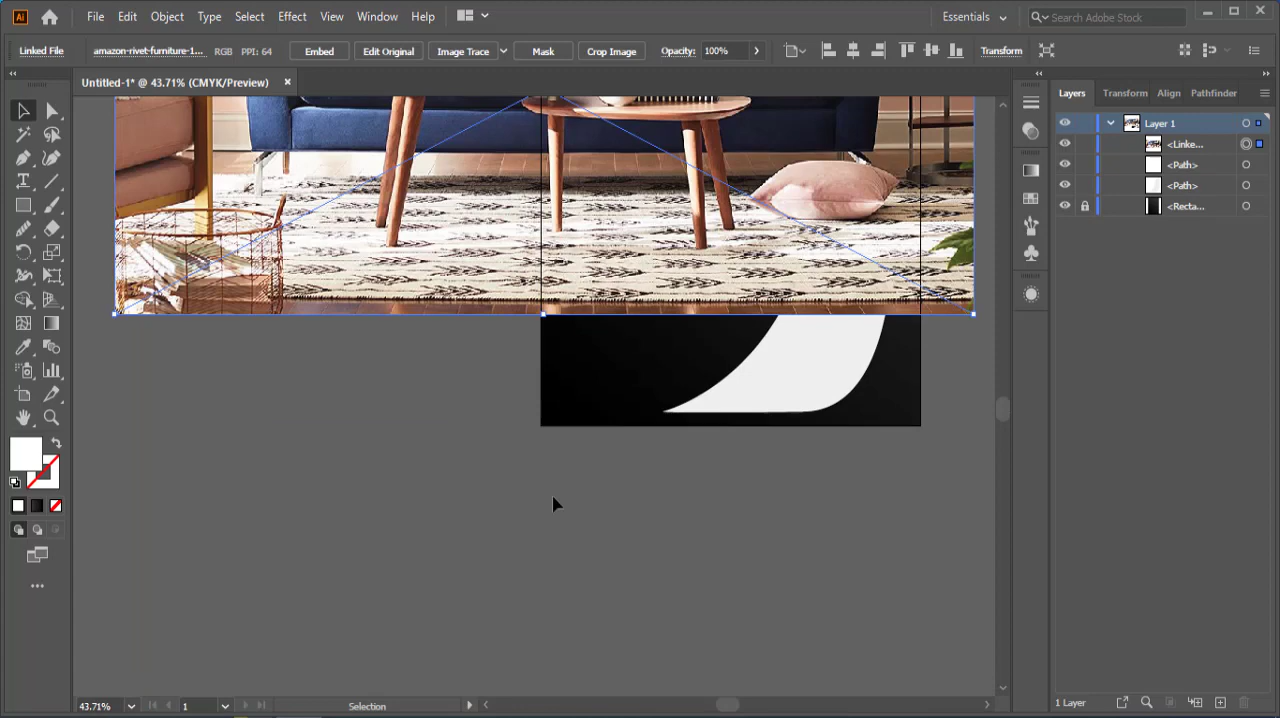 Ai
File Edit Object Type Select Effect View Window Help
Essentials
Search Adobe Stock
Linked File
amazon-rivet-furniture-1...
RGB PPI: 64
Embed
Edit Original
Image Trace
Mask
Crop Image
Opacity: 100%
Transform
Untitled-1* @ 43.71% (CMYK/Preview)
Layers Transform Align Pathfinder
Layer 1
<Linke...
<Path>
<Path>
<Recta...
43.71%
1
Selection
1 Layer